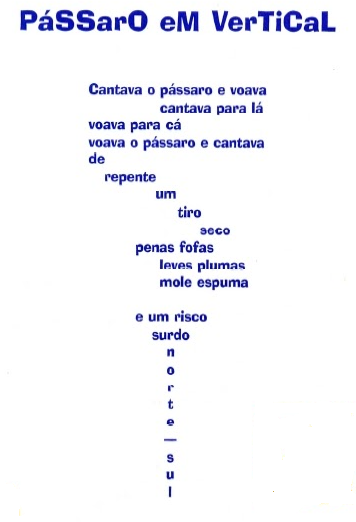 PáSSarO eM VerTiCaL
Cantava o pássaro e voava
cantava para lá
voava para cá
voava o pássaro e cantava
de
repente
um
tiro
seco
penas fofas
leves plumas
mole espuma
e um risco
surdo
n
o
r
t
e
—
s
u
l